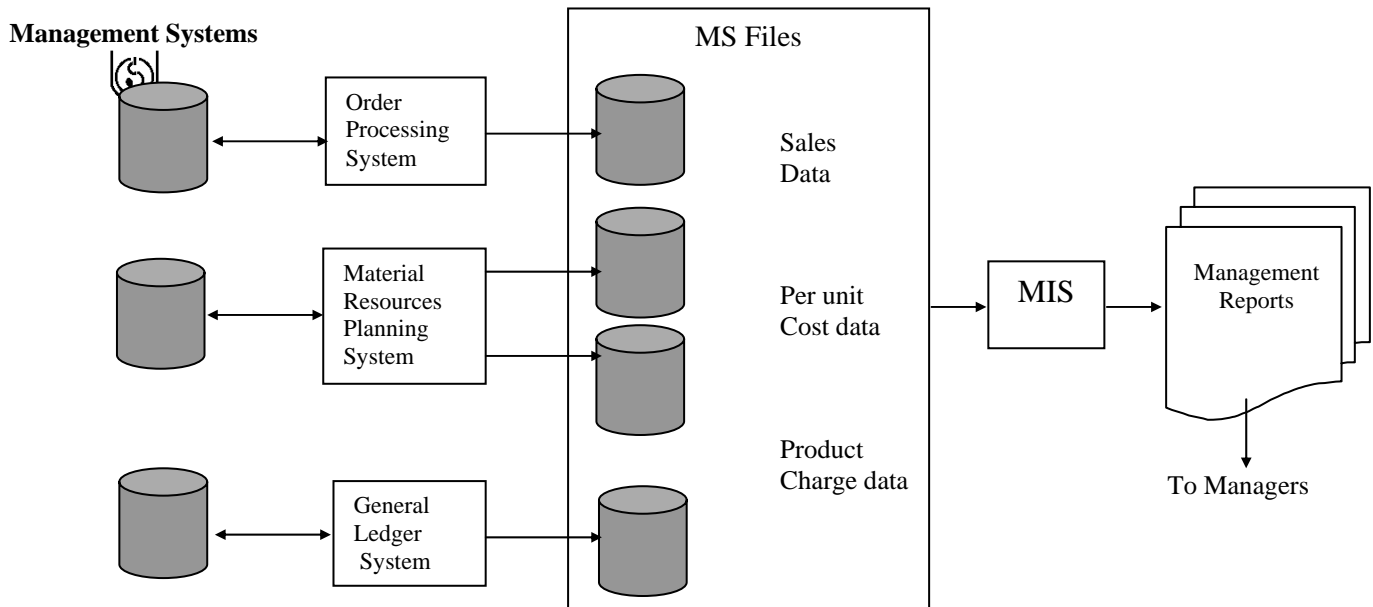 Management Systems
MS Files
Order
Processing
System
Sales
Data
Material
Resources
Planning
System
Per unit
Cost data
MIS
Management
Reports
Product
Charge data
To Managers
General
Ledger
System